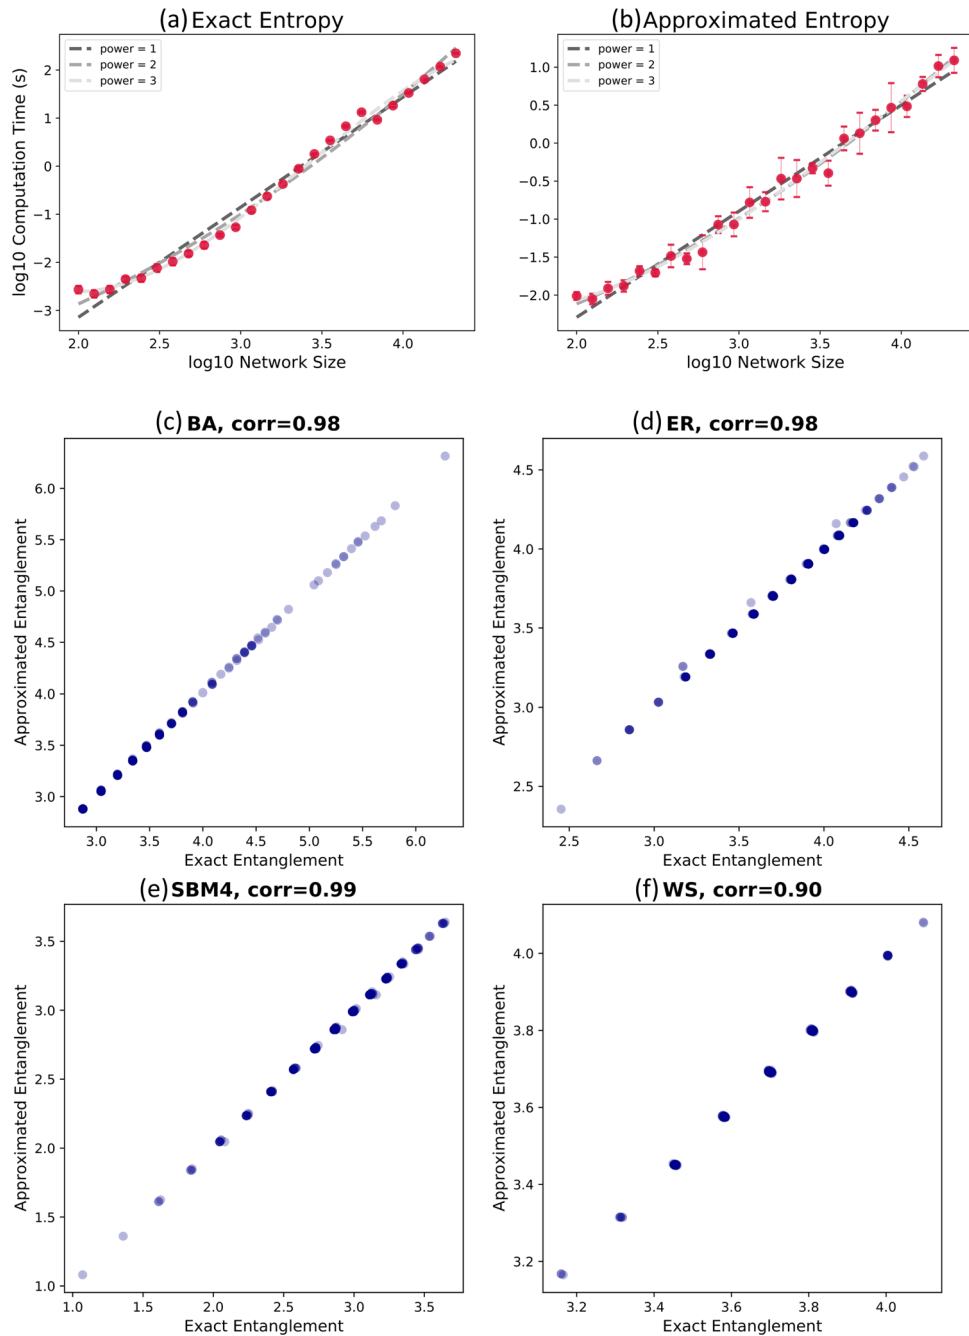 (a) Exact Entropy
(b) Approximated Entropy
power = 1
power = 2
power = 3
log10 Computation Time (s)
2
1
0
−1
−2
−3
2.0 2.5 3.0 3.5 4.0
log10 Network Size
power = 1
power = 2
power = 3
1.0
0.5
0.0
−0.5
−1.0
−1.5
−2.0
2.0 2.5 3.0 3.5 4.0
log10 Network Size
(c) BA, corr=0.98
Approximated Entanglement
6.0
5.5
5.0
4.5
4.0
3.5
3.0
3.0 3.5 4.0 4.5 5.0 5.5 6.0
Exact Entanglement
(d) ER, corr=0.98
Approximated Entanglement
4.5
4.0
3.5
3.0
2.5
2.5 3.0 3.5 4.0 4.5
Exact Entanglement
(e) SBM4, corr=0.99
Approximated Entanglement
3.5
3.0
2.5
2.0
1.5
1.0
1.0 1.5 2.0 2.5 3.0 3.5
Exact Entanglement
(f) WS, corr=0.90
Approximated Entanglement
4.0
3.8
3.6
3.4
3.2
3.2 3.4 3.6 3.8 4.0
Exact Entanglement